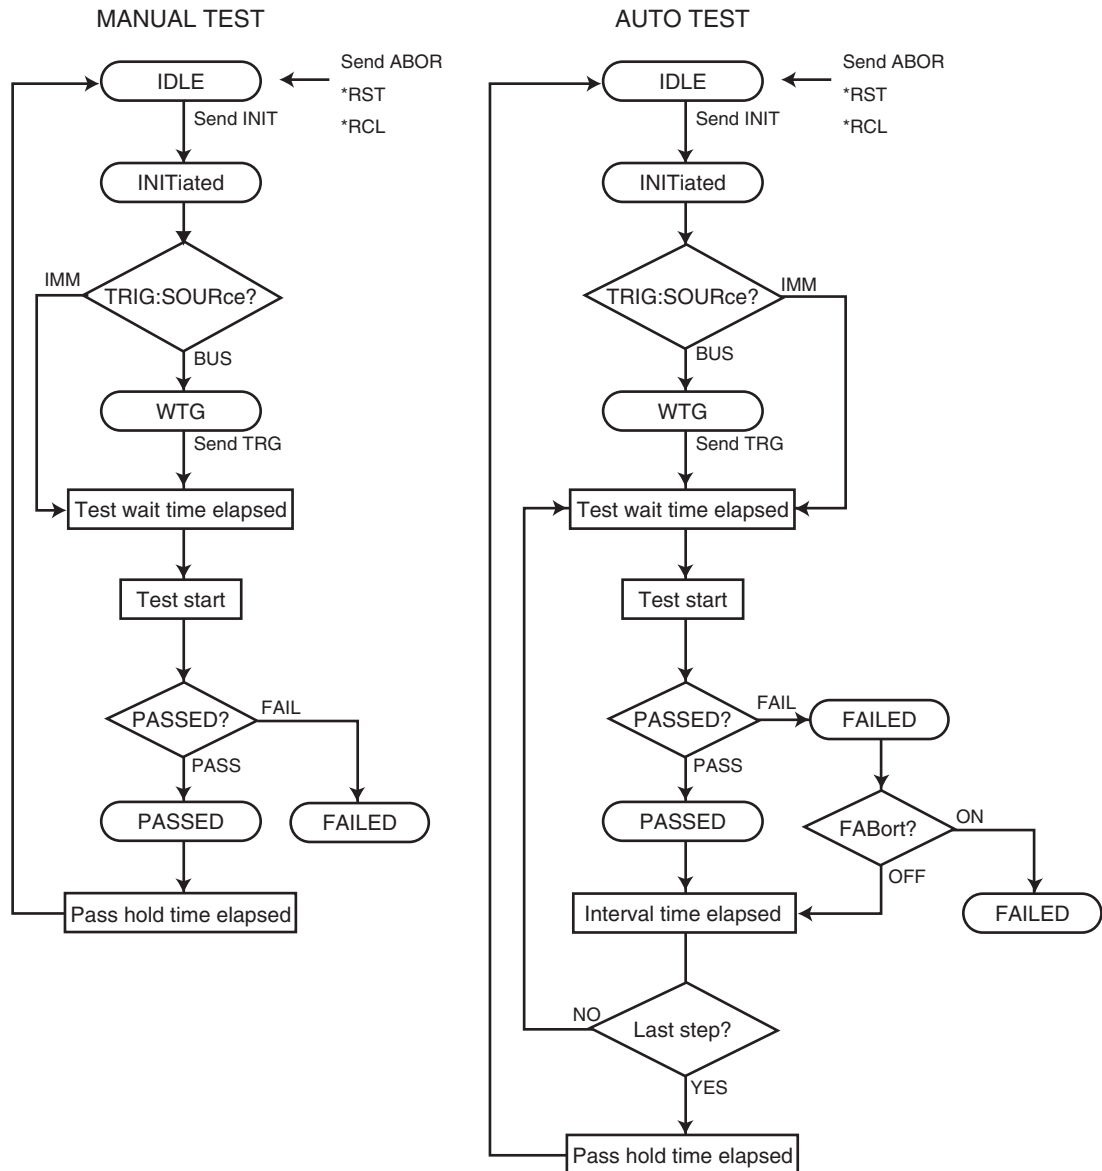 MANUAL TEST
IDLE
Send ABOR
*RST
*RCL
Send INIT
INITiated
IMM
TRIG:SOURce?
BUS
WTG
Send TRG
Test wait time elapsed
Test start
PASSED?
FAIL
PASS
PASSED
FAILED
Pass hold time elapsed
AUTO TEST
IDLE
Send ABOR
*RST
*RCL
Send INIT
INITiated
TRIG:SOURce?
IMM
BUS
WTG
Send TRG
Test wait time elapsed
Test start
PASSED?
FAIL
FAILED
PASS
PASSED
FABort?
ON
OFF
FAILED
Interval time elapsed
NO
Last step?
YES
Pass hold time elapsed